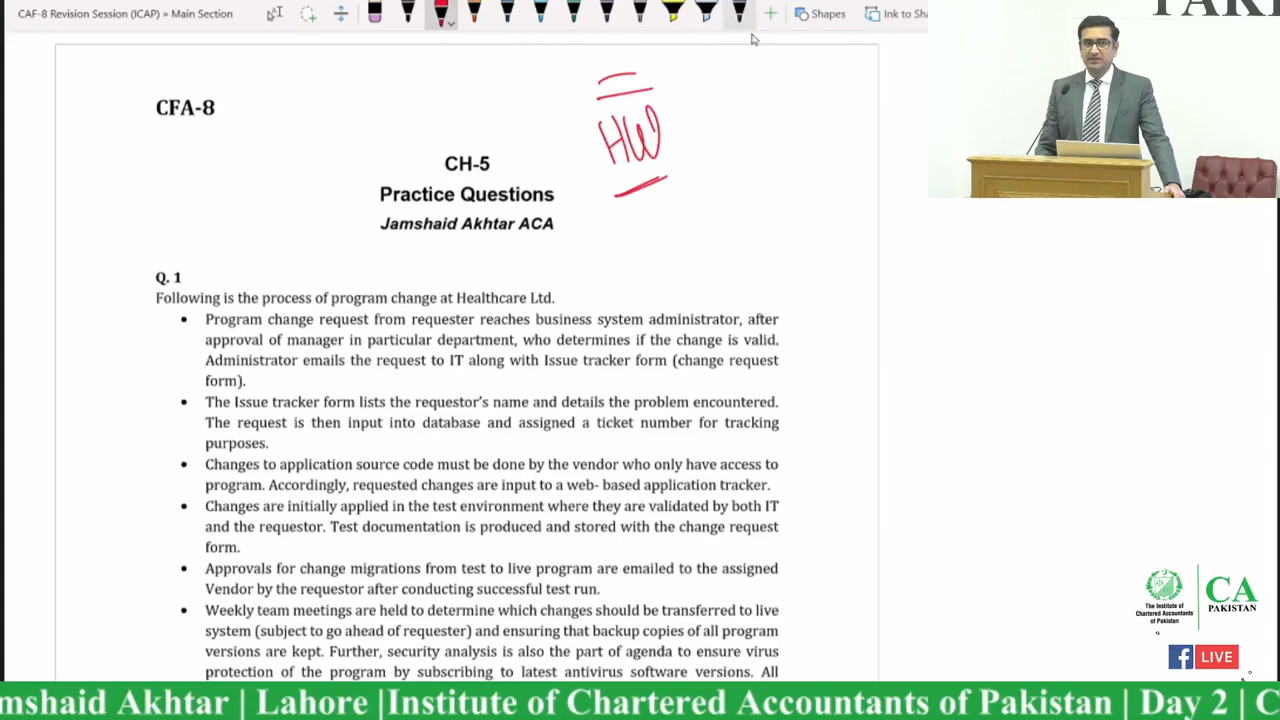 CAF-8 Revision Session (ICAP) » Main Section
Shapes
Ink to Sha
HW
CFA-8
CH-5
Practice Questions
Jamshaid Akhtar ACA
Q. 1
Following is the process of program change at Healthcare Ltd.
• Program change request from requester reaches business system administrator, after
approval of manager in particular department, who determines if the change is valid.
Administrator emails the request to IT along with Issue tracker form (change request
form).
• The Issue tracker form lists the requestor's name and details the problem encountered.
The request is then input into database and assigned a ticket number for tracking
purposes.
• Changes to application source code must be done by the vendor who only have access to
program. Accordingly, requested changes are input to a web- based application tracker.
• Changes are initially applied in the test environment where they are validated by both IT
and the requestor. Test documentation is produced and stored with the change request
form.
• Approvals for change migrations from test to live program are emailed to the assigned
Vendor by the requestor after conducting successful test run.
• Weekly team meetings are held to determine which changes should be transferred to live
system (subject to go ahead of requester) and ensuring that backup copies of all program
versions are kept. Further, security analysis is also the part of agenda to ensure virus
protection of the program by subscribing to latest antivirus software versions. All
The Institute of
Chartered Accountants
of Pakistan
CA
PAKISTAN
LIVE
mshaid Akhtar | Lahore |Institute of Chartered Accountants of Pakistan | Day 2 | C